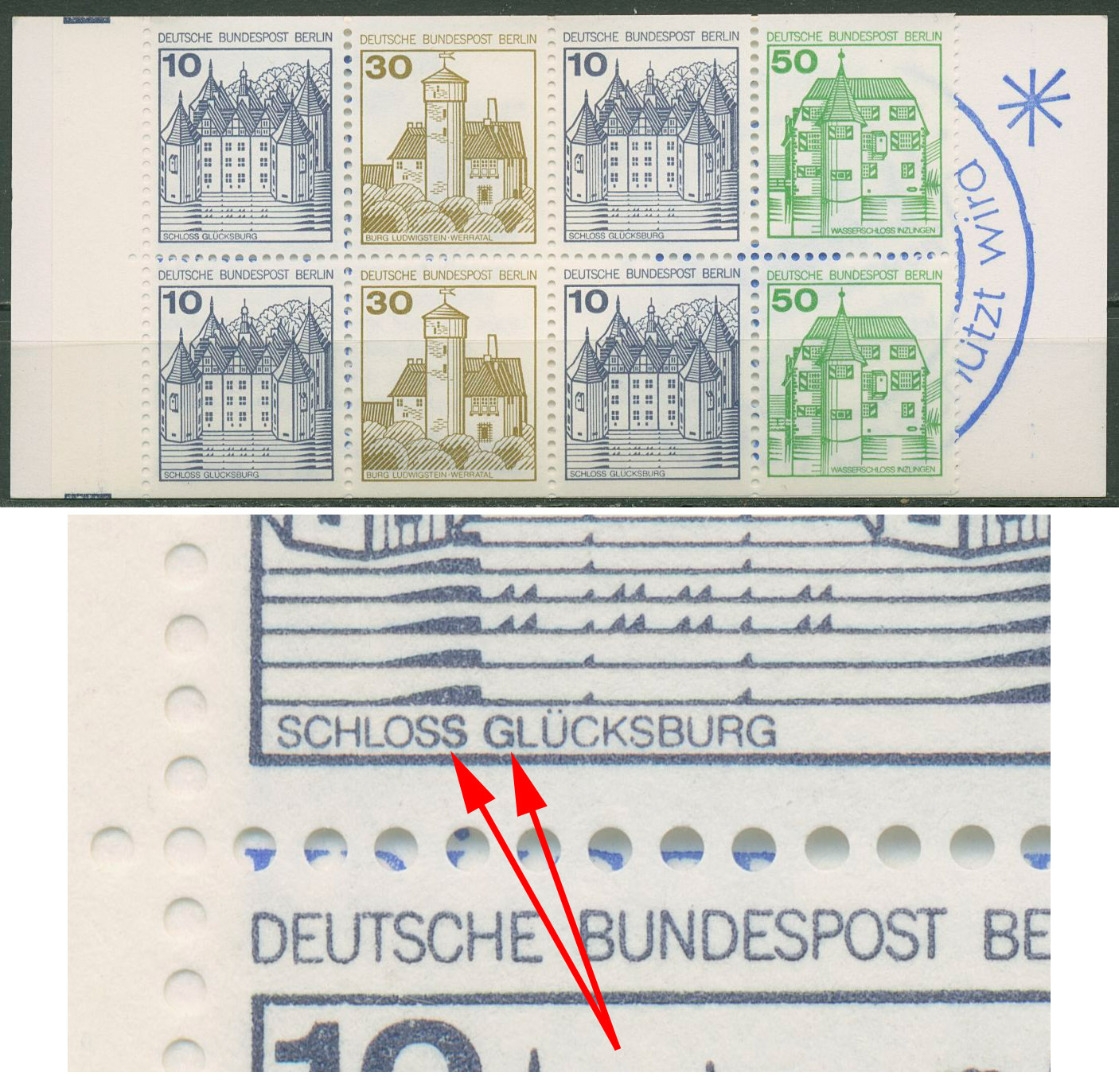 DEUTSCHE BUNDESPOST BERLIN
10
SCHLOSS GLÜCKSBURG
DEUTSCHE BUNDESPOST BERLIN
30
BURG LUDWIGSTEIN·WERRATAL
DEUTSCHE BUNDESPOST BERLIN
10
SCHLOSS GLÜCKSBURG
DEUTSCHE BUNDESPOST BERLIN
50
WASSERSCHLOSS INZLINGEN
DEUTSCHE BUNDESPOST BERLIN
10
SCHLOSS GLÜCKSBURG
DEUTSCHE BUNDESPOST BERLIN
30
BURG LUDWIGSTEIN·WERRATAL
DEUTSCHE BUNDESPOST BERLIN
10
SCHLOSS GLÜCKSBURG
DEUTSCHE BUNDESPOST BERLIN
50
WASSERSCHLOSS INZLINGEN
nützt wird
SCHLOSS GLÜCKSBURG
DEUTSCHE BUNDESPOST BE
10